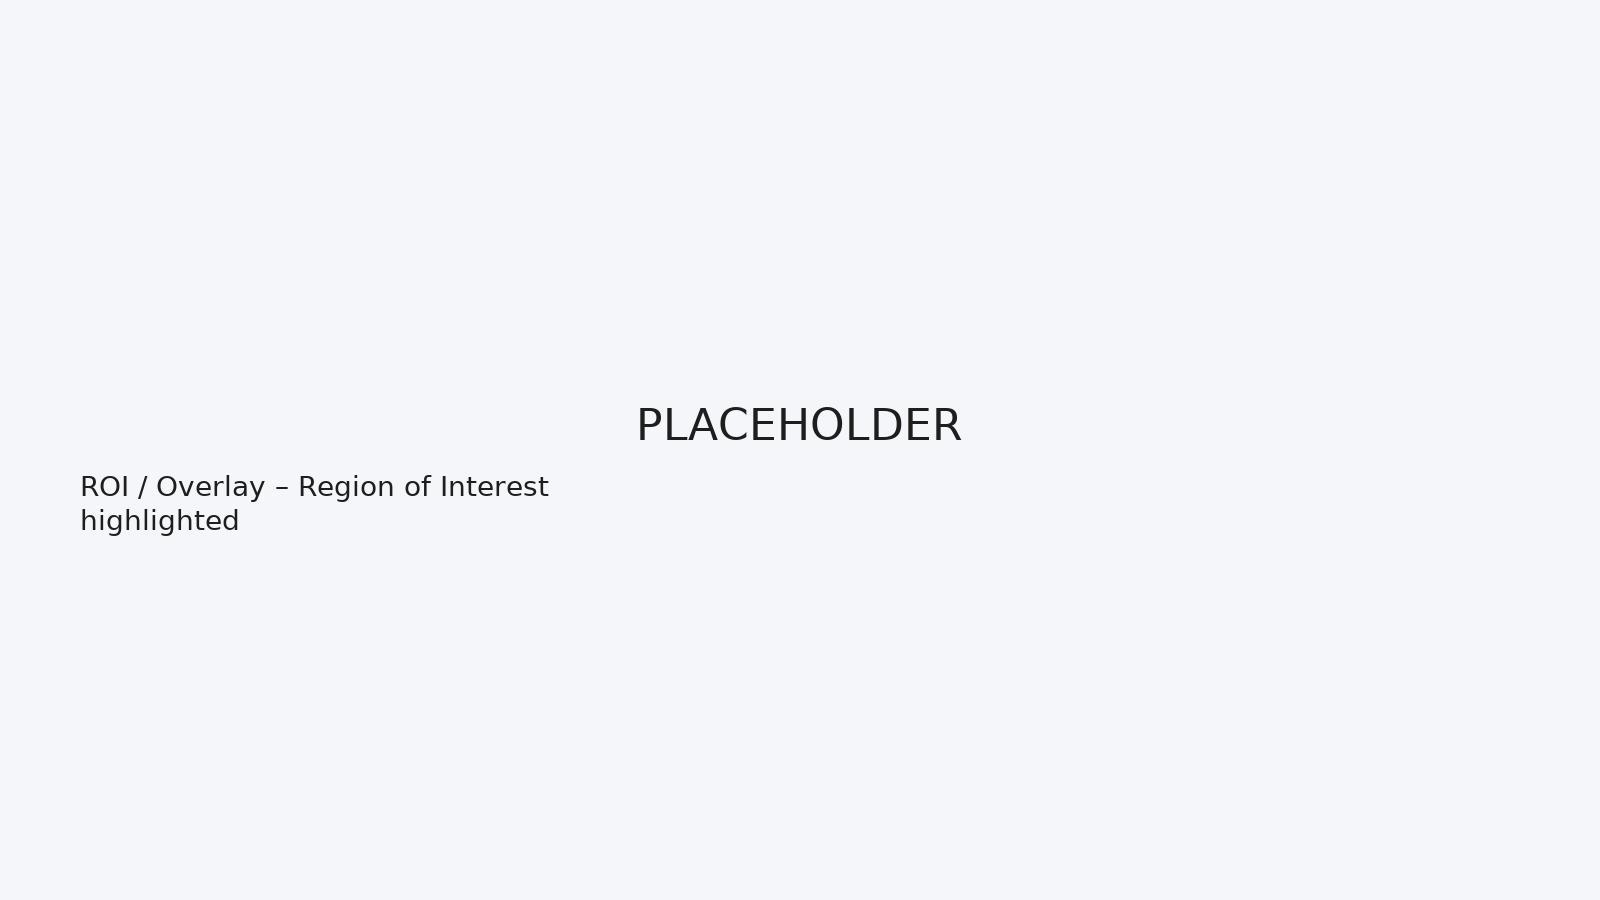 PLACEHOLDER
ROI / Overlay – Region of Interest
highlighted